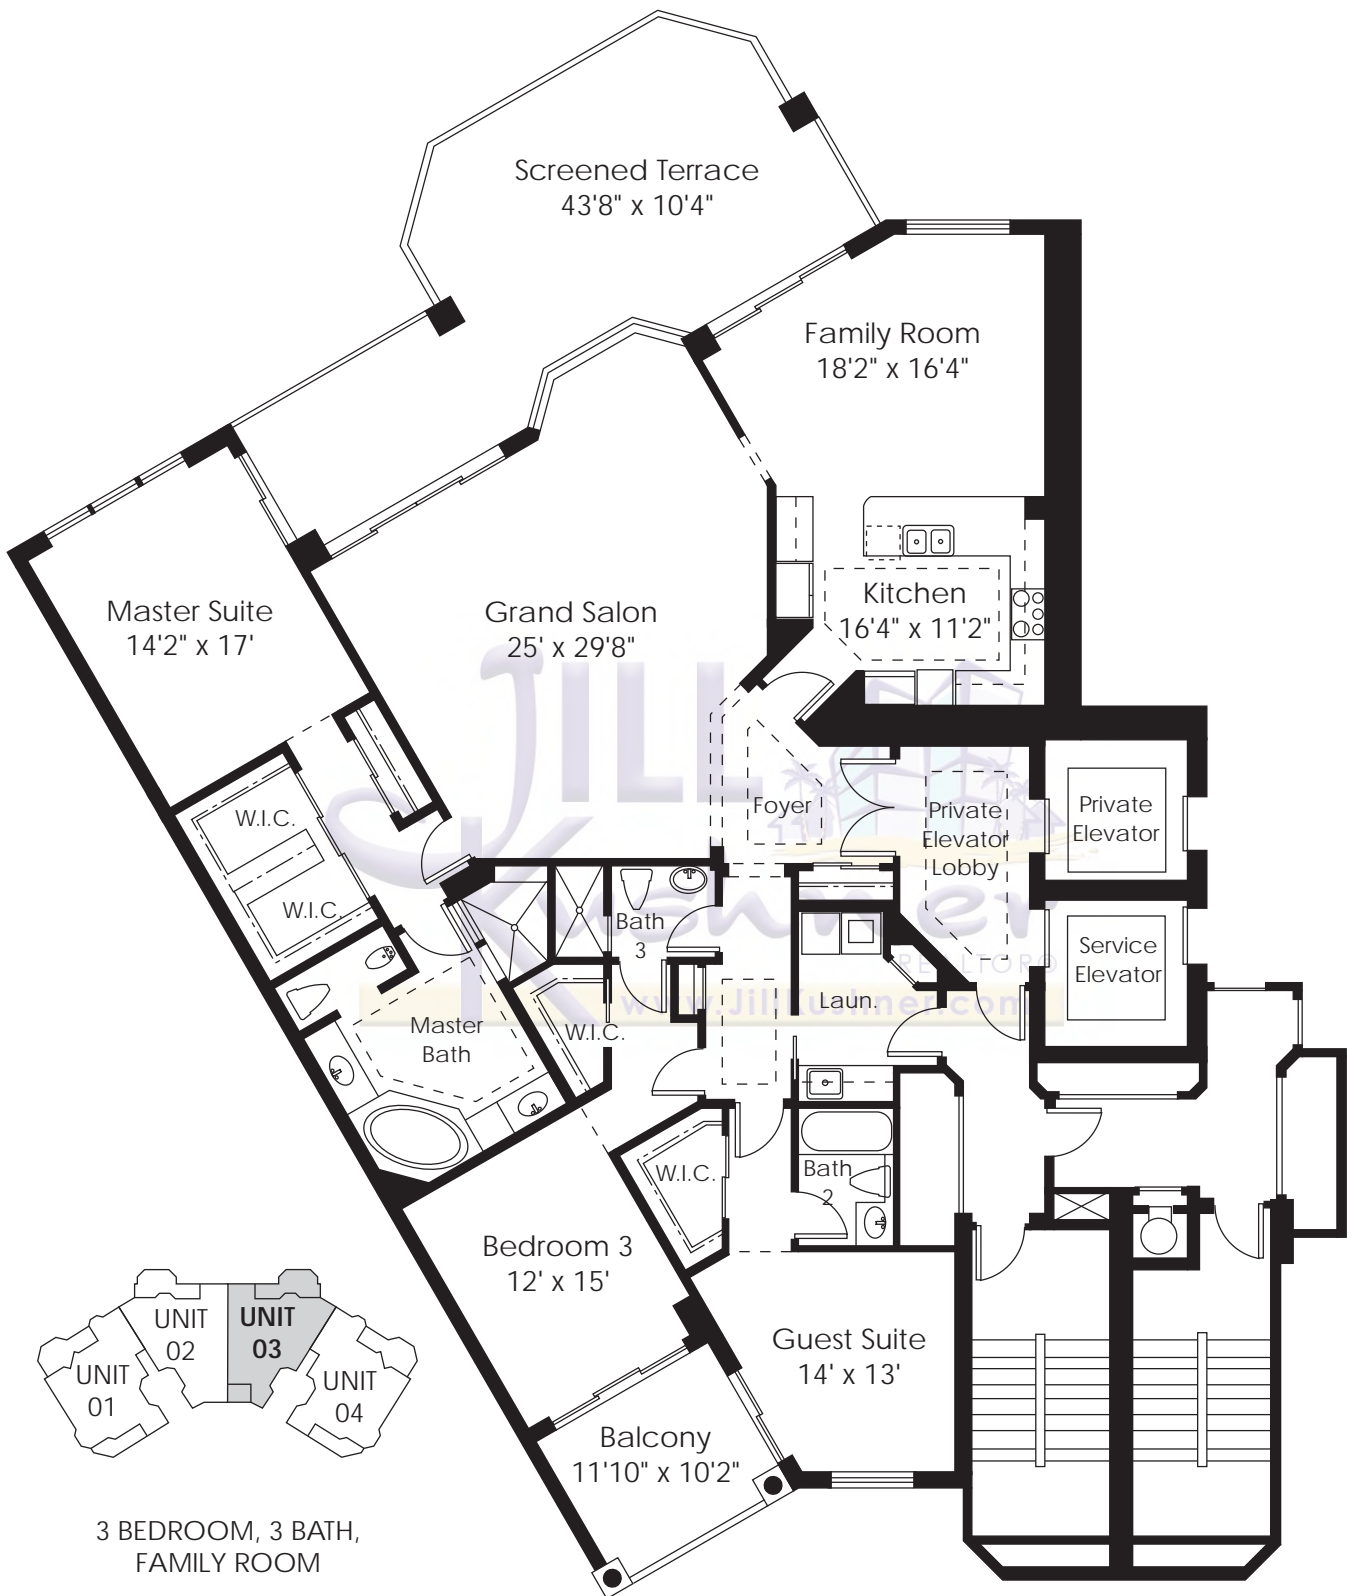 Screened Terrace
43'8" x 10'4"
Family Room
18'2" x 16'4"
Master Suite
14'2" x 17'
Grand Salon
25' x 29'8"
Kitchen
16'4" x 11'2"
JILL
Kushner
REALTOR®
www.JillKushner.com
Foyer
Private
Elevator
Lobby
Private
Elevator
Service
Elevator
W.I.C.
W.I.C.
Bath
3
Laun.
Master
Bath
W.I.C.
W.I.C.
Bath
2
Bedroom 3
12' x 15'
Guest Suite
14' x 13'
Balcony
11'10" x 10'2"
UNIT
01
UNIT
02
UNIT
03
UNIT
04
3 BEDROOM, 3 BATH,
FAMILY ROOM